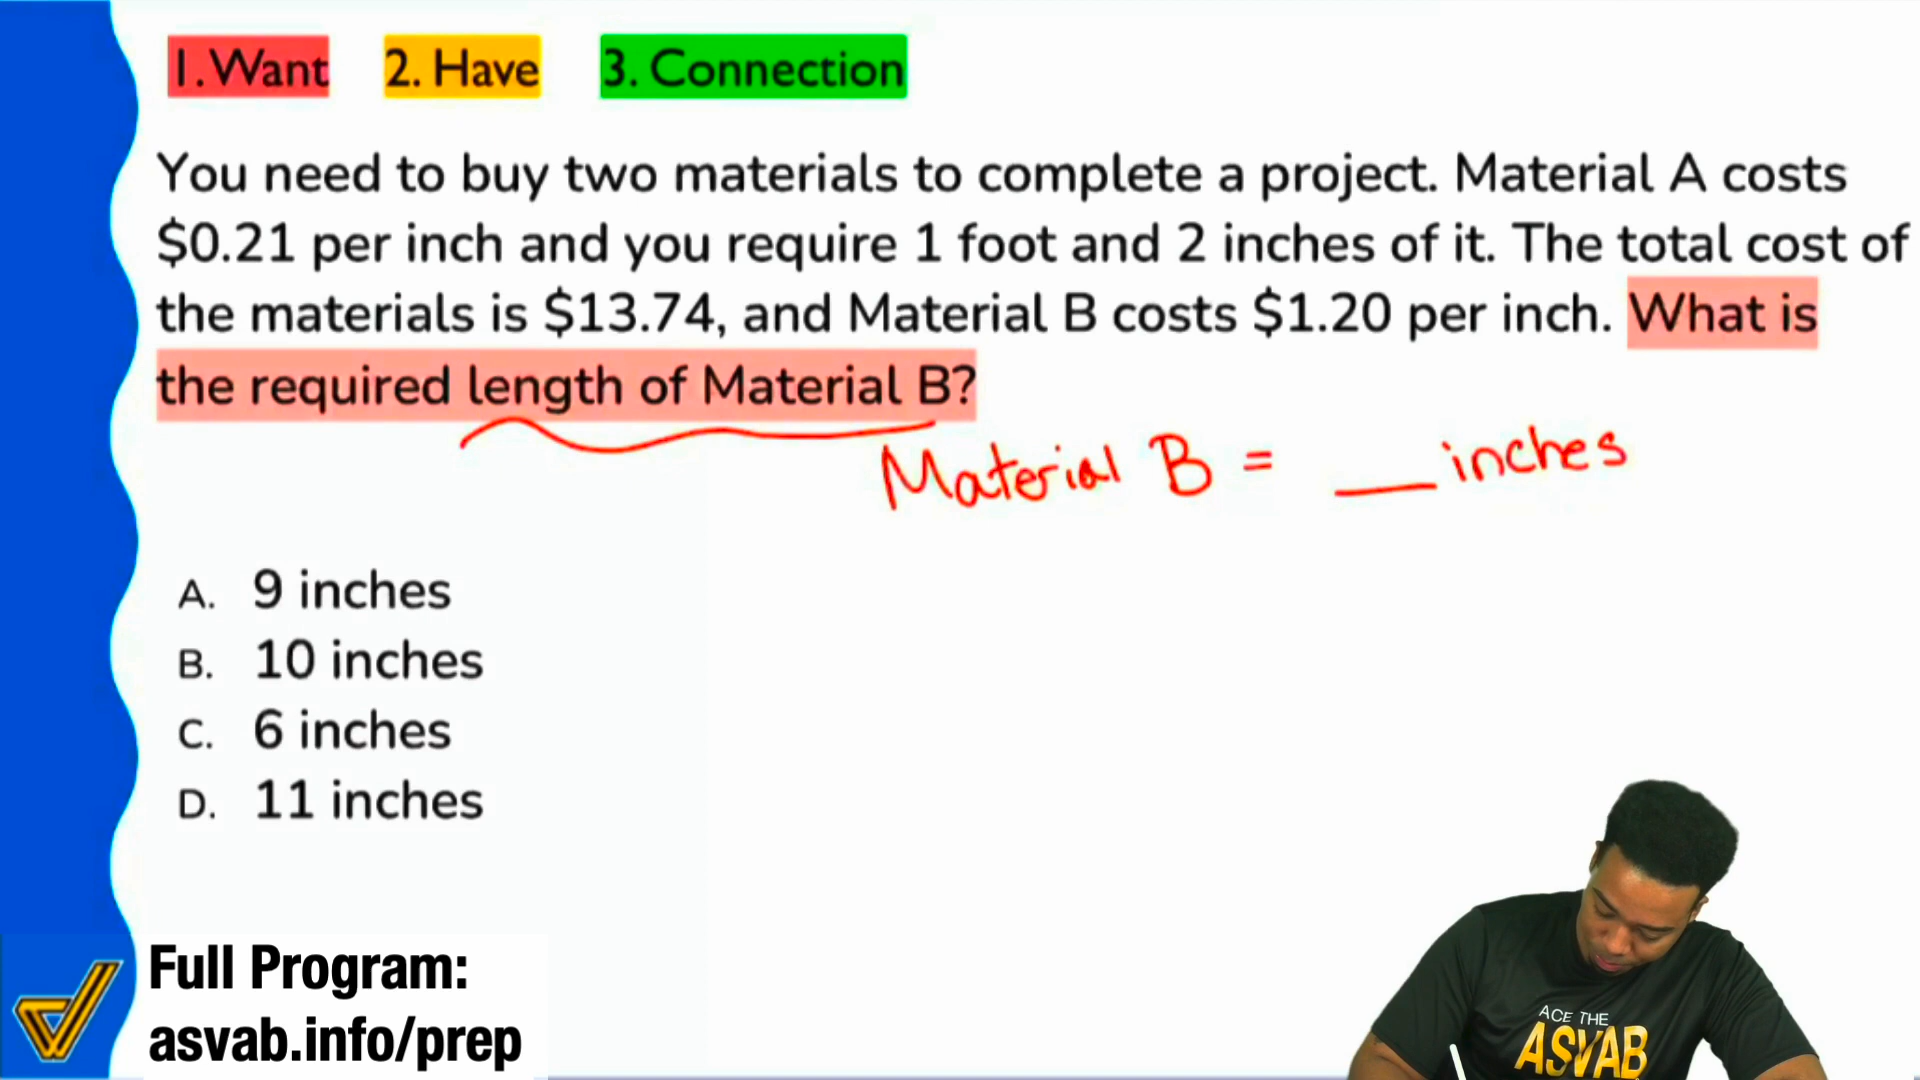 1. Want 2. Have 3. Connection
You need to buy two materials to complete a project. Material A costs
$0.21 per inch and you require 1 foot and 2 inches of it. The total cost of
the materials is $13.74, and Material B costs $1.20 per inch. What is
the required length of Material B?
Material B = __ inches
A. 9 inches
B. 10 inches
C. 6 inches
D. 11 inches
Full Program:
asvab.info/prep
ACE THE
ASVAB